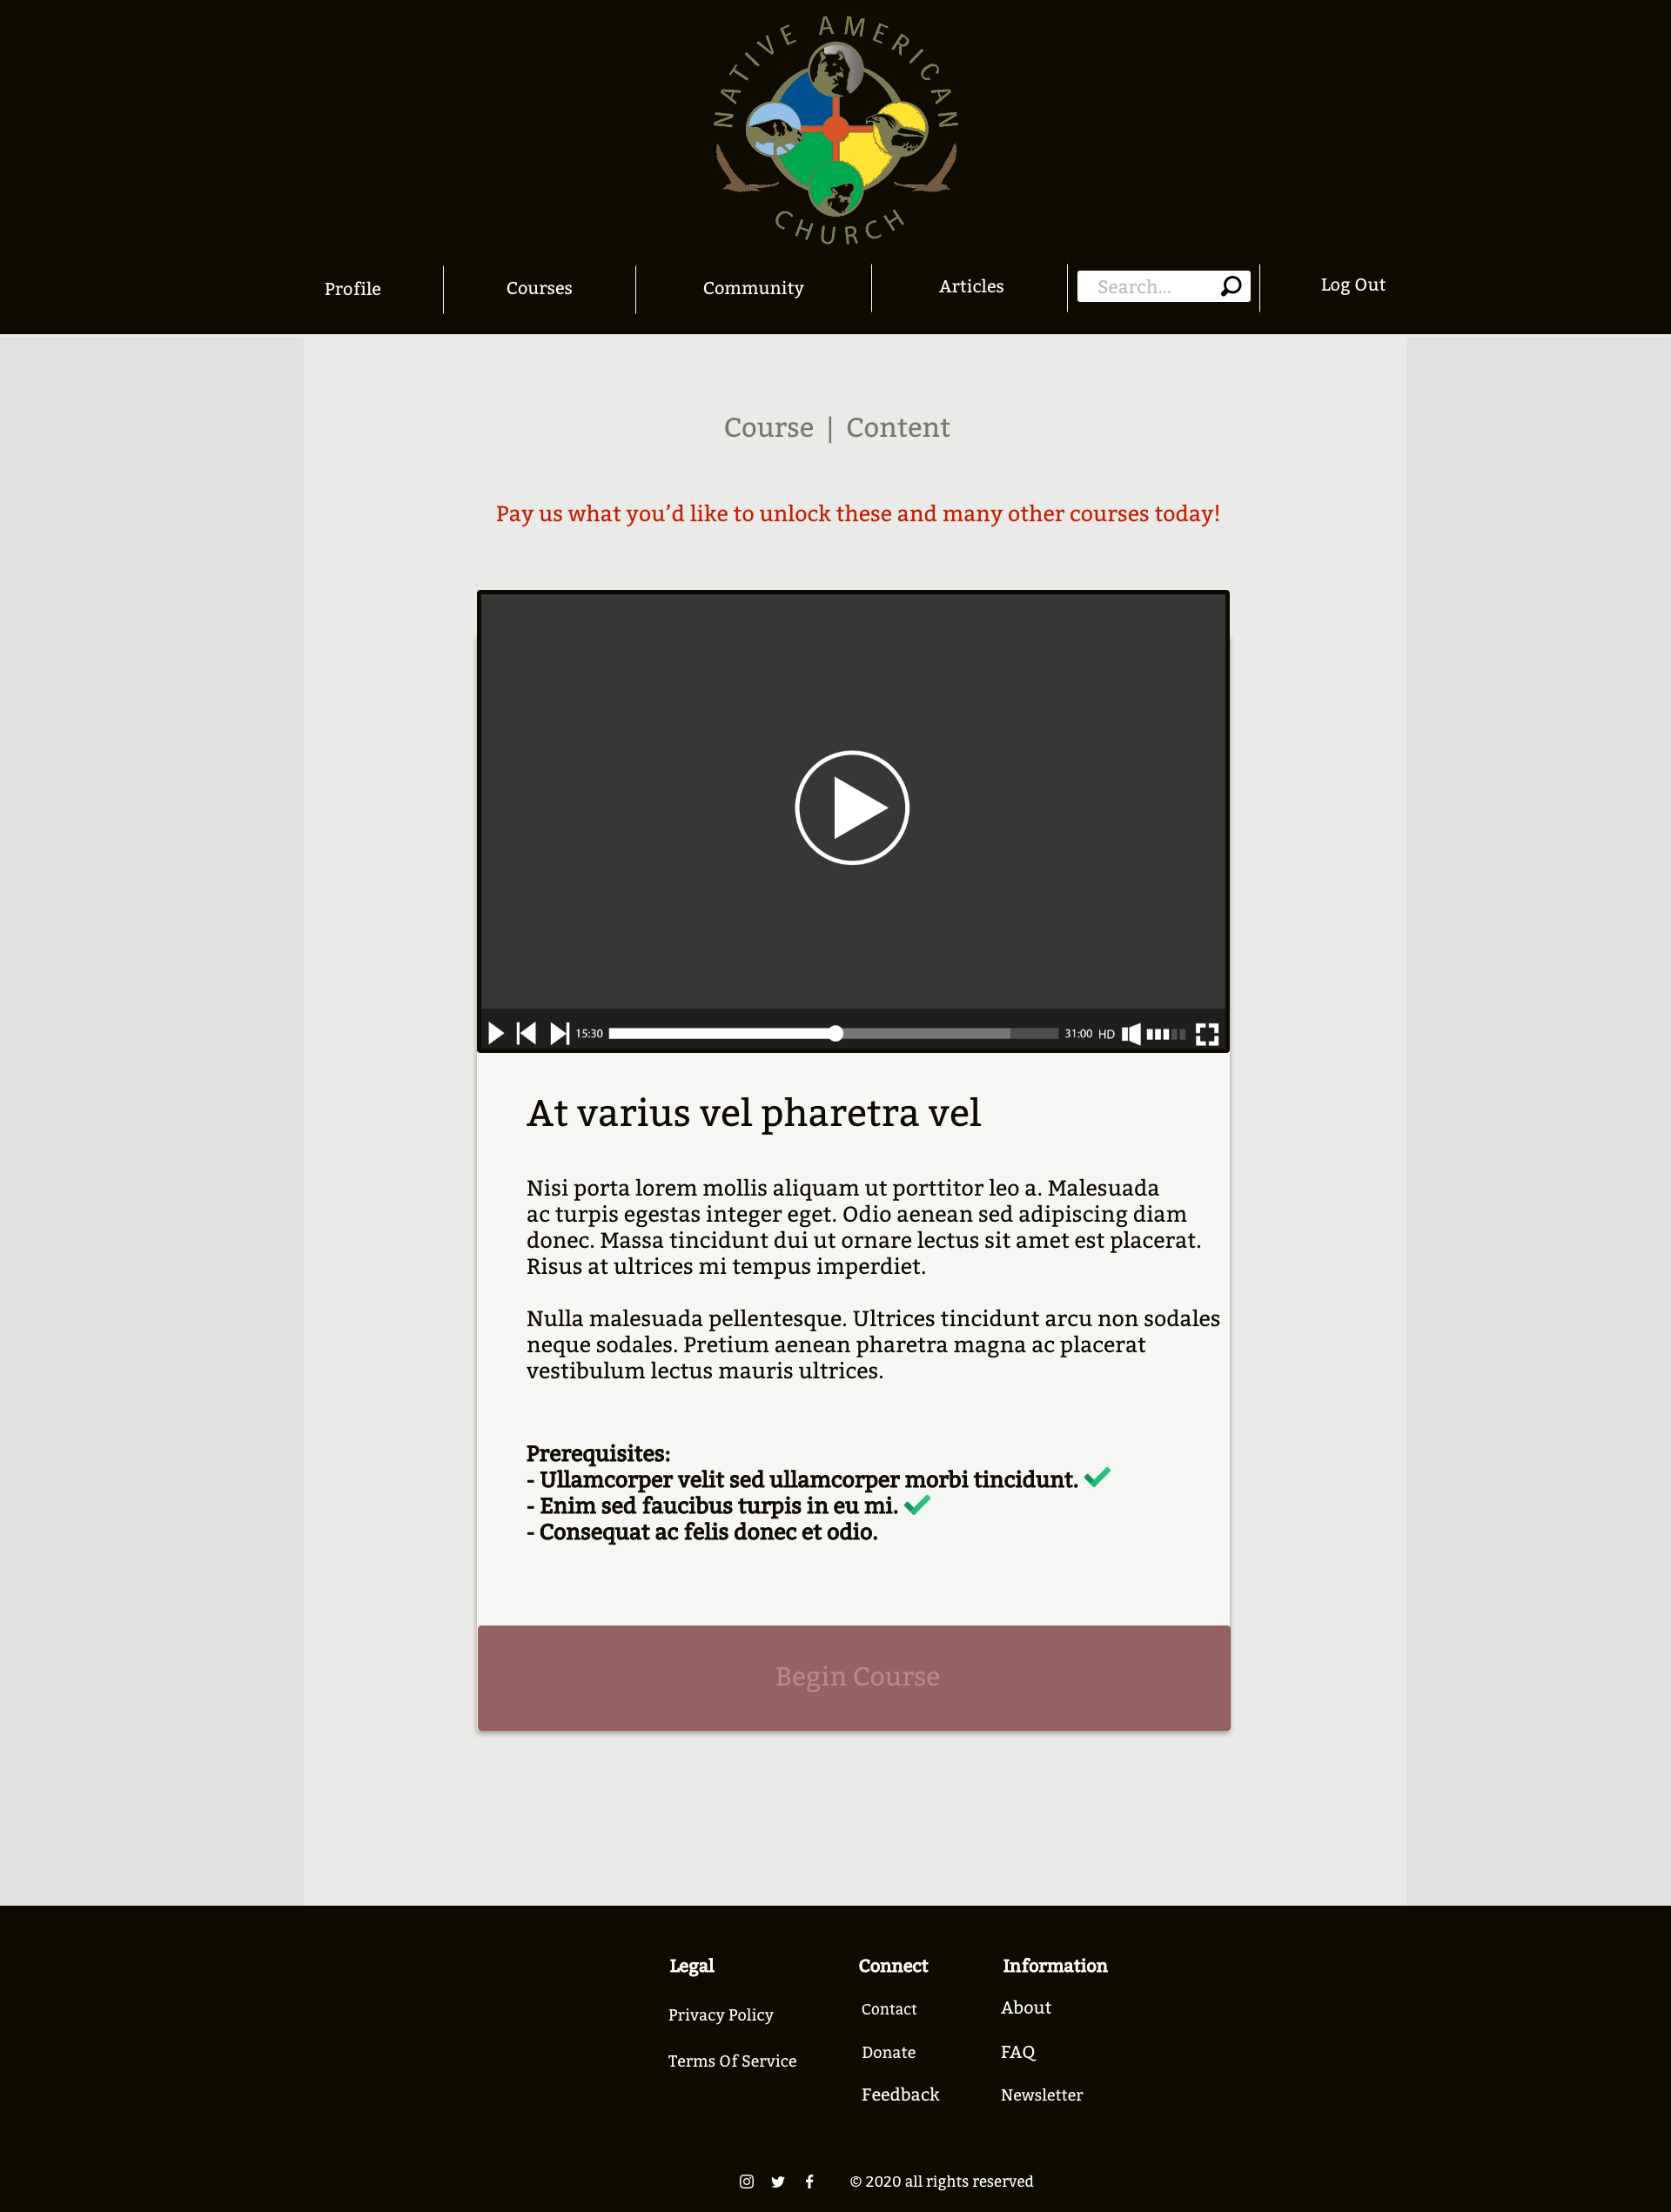 NATIVE AMERICAN
CHURCH
Profile
Courses
Community
Articles
Search...
Log Out
Course | Content
Pay us what you’d like to unlock these and many other courses today!
15:30
31:00 HD
At varius vel pharetra vel
Nisi porta lorem mollis aliquam ut porttitor leo a. Malesuada
ac turpis egestas integer eget. Odio aenean sed adipiscing diam
donec. Massa tincidunt dui ut ornare lectus sit amet est placerat.
Risus at ultrices mi tempus imperdiet.
Nulla malesuada pellentesque. Ultrices tincidunt arcu non sodales
neque sodales. Pretium aenean pharetra magna ac placerat
vestibulum lectus mauris ultrices.
Prerequisites:
- Ullamcorper velit sed ullamcorper morbi tincidunt.
- Enim sed faucibus turpis in eu mi.
- Consequat ac felis donec et odio.
Begin Course
Legal
Privacy Policy
Terms Of Service
Connect
Contact
Donate
Feedback
Information
About
FAQ
Newsletter
© 2020 all rights reserved